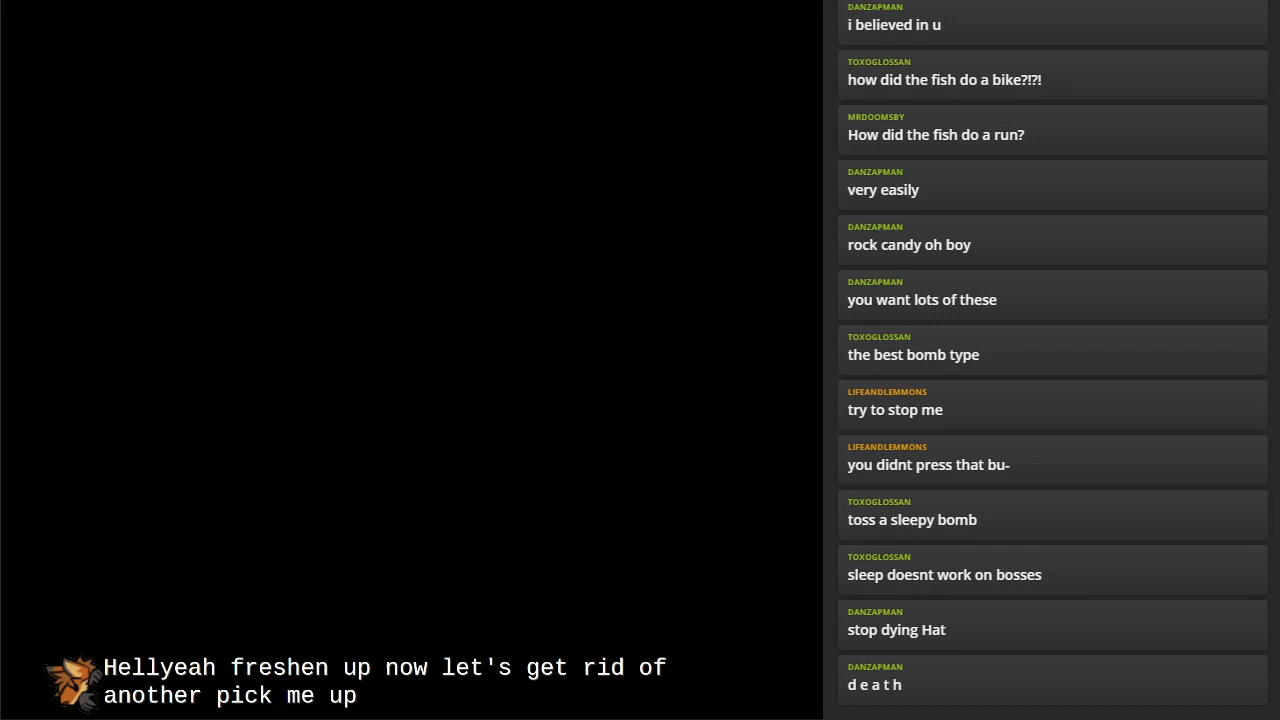 DANZAPMAN
i believed in u
TOXOGLOSSAN
how did the fish do a bike?!?!
MRDOOMSBY
How did the fish do a run?
DANZAPMAN
very easily
DANZAPMAN
rock candy oh boy
DANZAPMAN
you want lots of these
TOXOGLOSSAN
the best bomb type
LIFEANDLEMMONS
try to stop me
LIFEANDLEMMONS
you didnt press that bu-
TOXOGLOSSAN
toss a sleepy bomb
TOXOGLOSSAN
sleep doesnt work on bosses
DANZAPMAN
stop dying Hat
DANZAPMAN
d e a t h
Hellyeah freshen up now let's get rid of
another pick me up